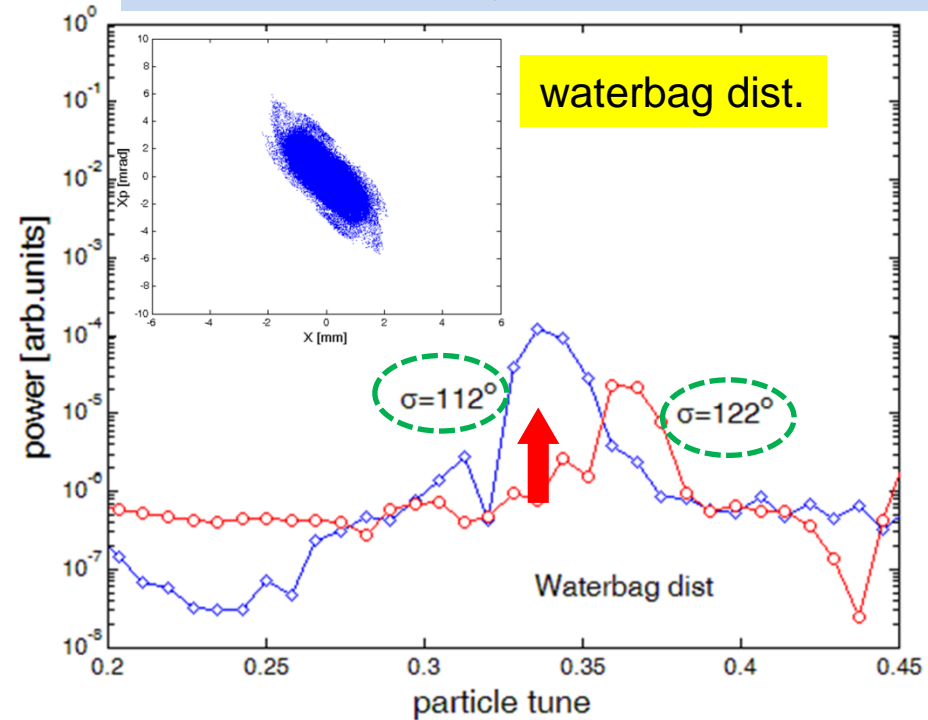 waterbag dist.
10⁰
10⁻¹
10⁻²
10⁻³
10⁻⁴
10⁻⁵
10⁻⁶
10⁻⁷
10⁻⁸
power [arb.units]
10
8
6
4
2
0
-2
-4
-6
-8
-10
Xp [mrad]
-6 -4 -2 0 2 4 6
X [mm]
σ=112°
σ=122°
Waterbag dist
0.2 0.25 0.3 0.35 0.4 0.45
particle tune